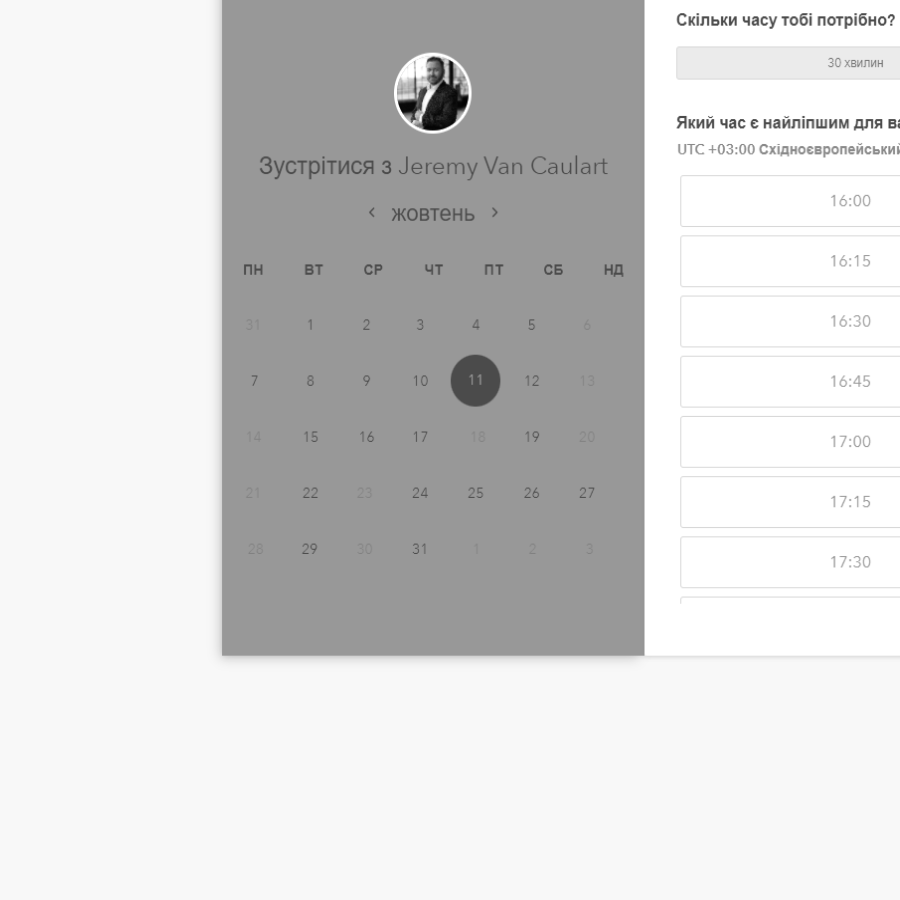 Зустрітися з Jeremy Van Caulart
жовтень
ПН ВТ СР ЧТ ПТ СБ НД
31 1 2 3 4 5 6
7 8 9 10 11 12 13
14 15 16 17 18 19 20
21 22 23 24 25 26 27
28 29 30 31 1 2 3
Скільки часу тобі потрібно?
30 хвилин
Який час є найліпшим для
UTC +03:00 Східноєвропейський
16:00
16:15
16:30
16:45
17:00
17:15
17:30